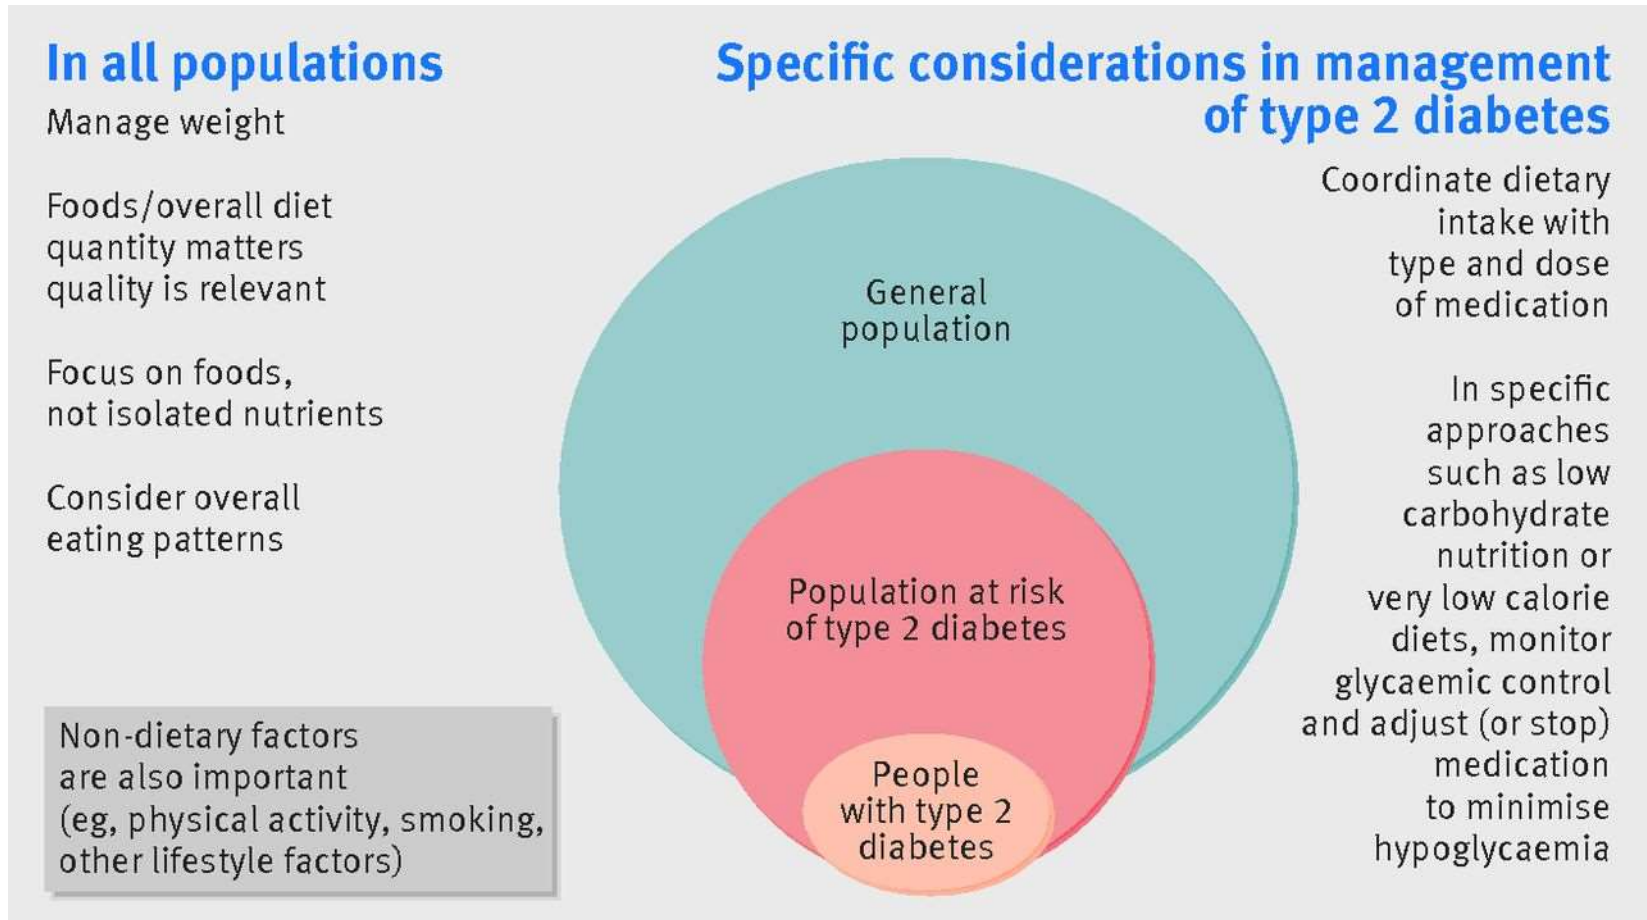 In all populations
Manage weight
Foods/overall diet
quantity matters
quality is relevant
Focus on foods,
not isolated nutrients
Consider overall
eating patterns
Non-dietary factors
are also important
(eg, physical activity, smoking,
other lifestyle factors)
General
population
Population at risk
of type 2 diabetes
People
with type 2
diabetes
Specific considerations in management
of type 2 diabetes
Coordinate dietary
intake with
type and dose
of medication
In specific
approaches
such as low
carbohydrate
nutrition or
very low calorie
diets, monitor
glycaemic control
and adjust (or stop)
medication
to minimise
hypoglycaemia